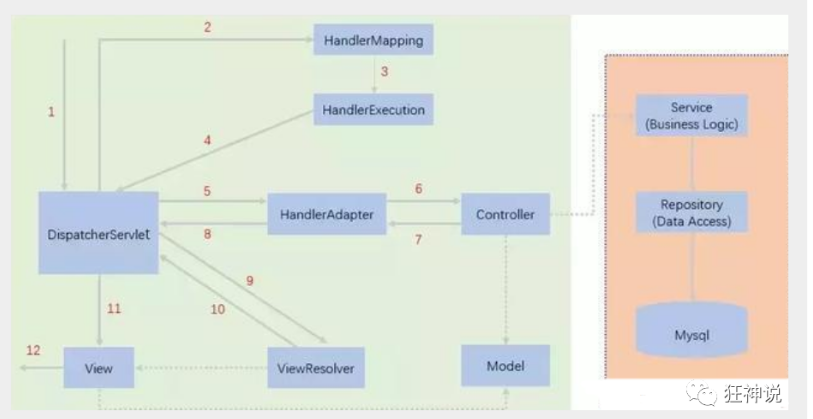 2
HandlerMapping
3
1
HandlerExecution
Service
(Business Logic)
4
5
6
DispatcherServlet
HandlerAdapter
Controller
Repository
(Data Access)
8
7
9
10
11
Mysql
12
View
ViewResolver
Model
狂神说